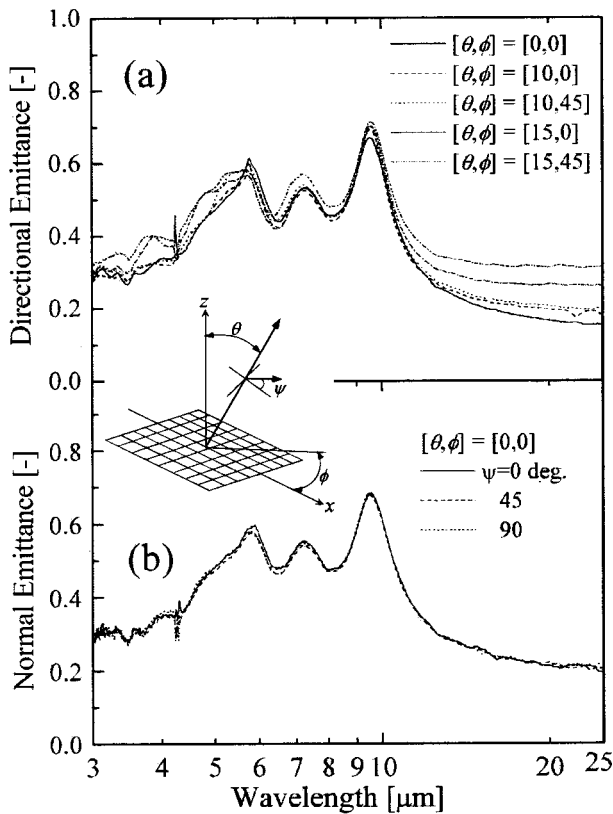 1.0
0.8
0.6
0.4
0.2
0.0
Directional Emittance [-]
(a)
[θ,ϕ] = [0,0]
[θ,ϕ] = [10,0]
[θ,ϕ] = [10,45]
[θ,ϕ] = [15,0]
[θ,ϕ] = [15,45]
z
θ
ψ
ϕ
x
0.8
0.6
0.4
0.2
0.0
Normal Emittance [-]
(b)
[θ,ϕ] = [0,0]
ψ=0 deg.
45
90
3 4 5 6 7 8 9 10 20 25
Wavelength [μm]